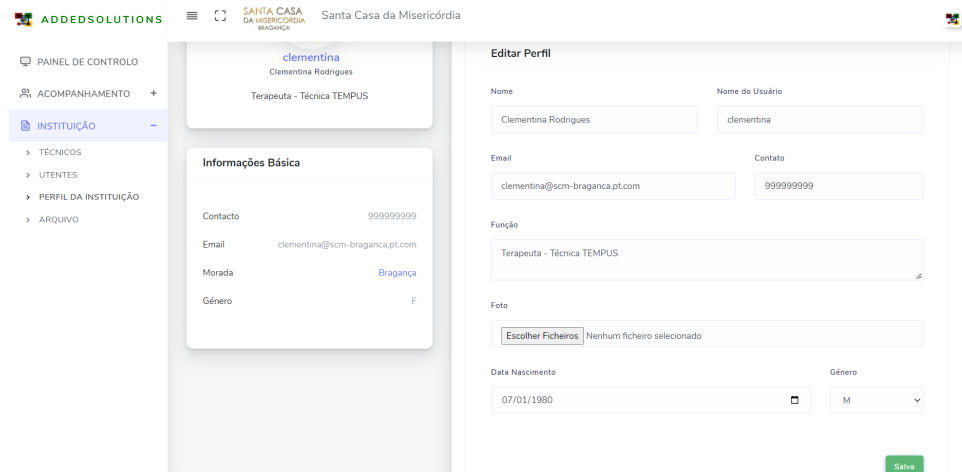 ADDEDSOLUTIONS
SANTA CASA
DA MISERICÓRDIA
BRAGANÇA
Santa Casa da Misericórdia
PAINEL DE CONTROLO
ACOMPANHAMENTO +
INSTITUIÇÃO −
› TÉCNICOS
› UTENTES
› PERFIL DA INSTITUIÇÃO
› ARQUIVO
clementina
Clementina Rodrigues
Terapeuta - Técnica TEMPUS
Informações Básica
Contacto 999999999
Email clementina@scm-braganca.pt.com
Morada Bragança
Género F
Editar Perfil
Nome Nome do Usuário
Clementina Rodrigues clementina
Email Contato
clementina@scm-braganca.pt.com 999999999
Função
Terapeuta - Técnica TEMPUS
Foto
Escolher Ficheiros Nenhum ficheiro selecionado
Data Nascimento Género
07/01/1980 M
Salva